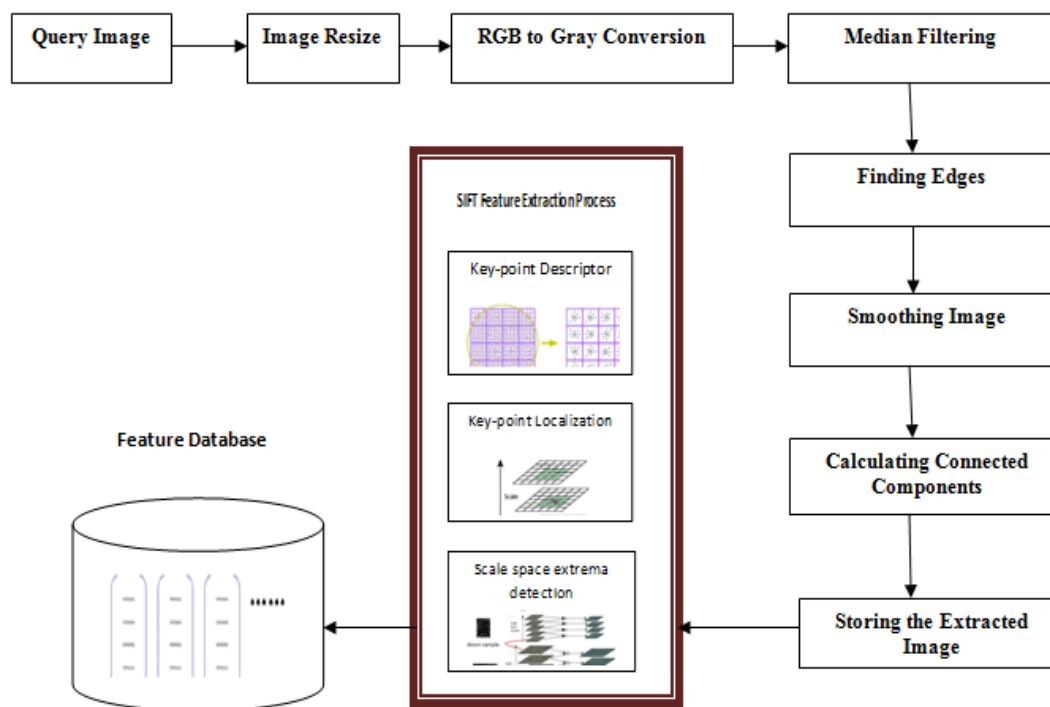 Query Image
Image Resize
RGB to Gray Conversion
Median Filtering
Finding Edges
Smoothing Image
Calculating Connected
Components
Storing the Extracted
Image
SIFT Feature Extraction Process
Key-point Descriptor
Key-point Localization
Scale
Scale space extrema
detection
Feature Database